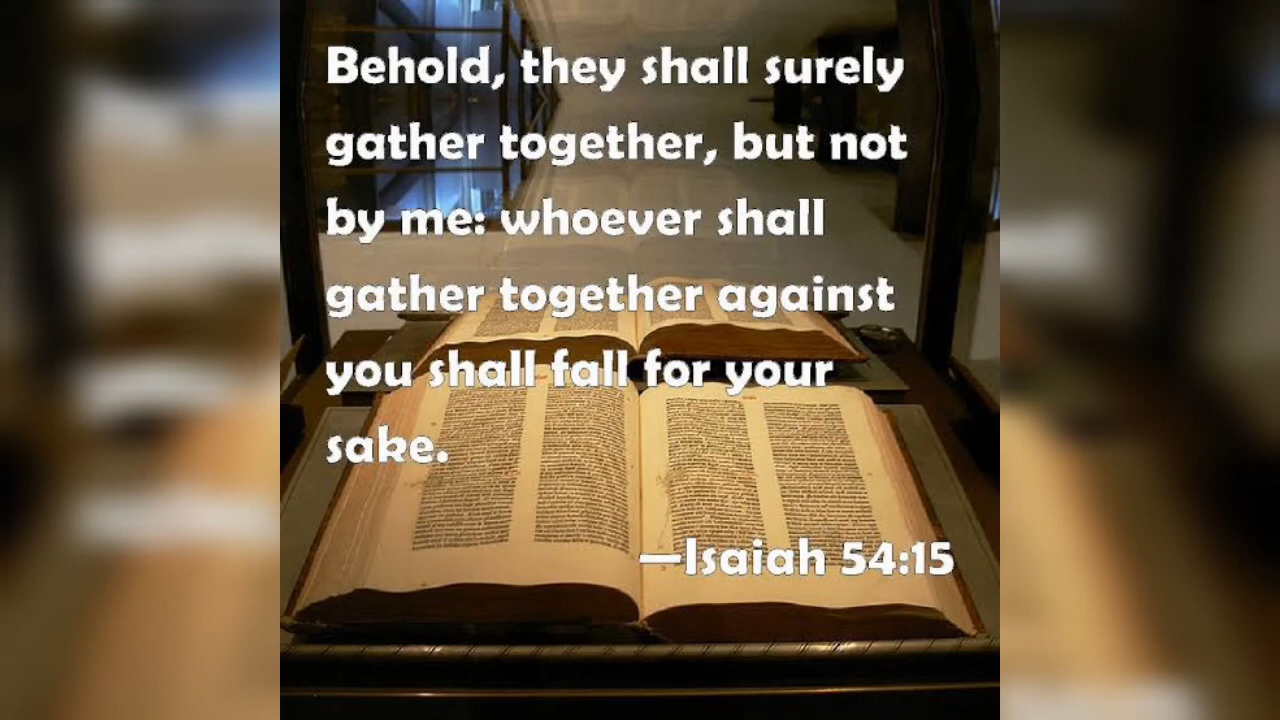 Behold, they shall surely
gather together, but not
by me: whoever shall
gather together against
you shall fall for your
sake.
—Isaiah 54:15